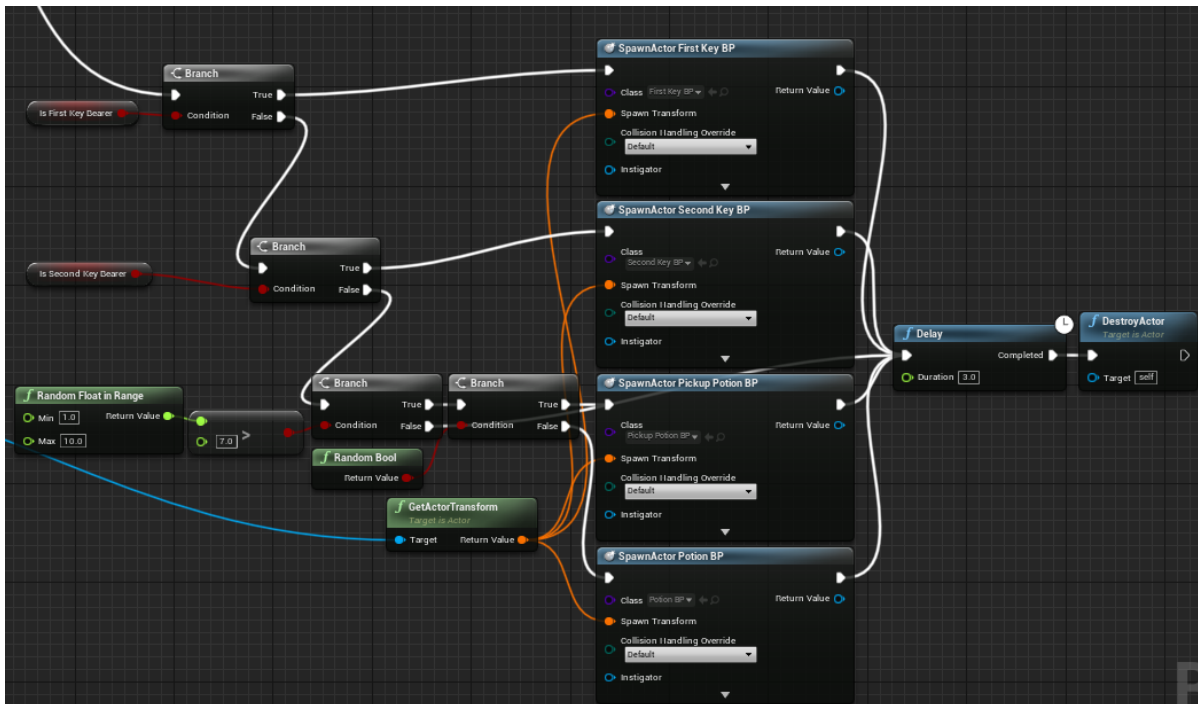 Branch
True
Is First Key Bearer
Condition
False
SpawnActor First Key BP
Class First Key BP
Return Value
Spawn Transform
Collision Handling Override
Default
Instigator
SpawnActor Second Key BP
Class
Second Key BP
Return Value
Spawn Transform
Collision Handling Override
Default
Instigator
Branch
True
Is Second Key Bearer
Condition
False
Delay
Completed
Duration 3.0
DestroyActor
Target is Actor
Target self
Random Float in Range
Min 1.0
Return Value
Max 10.0
7.0 >
Branch
True
Condition
False
Branch
True
Condition
False
Random Bool
Return Value
GetActorTransform
Target is Actor
Target
Return Value
SpawnActor Pickup Potion BP
Class
Pickup Potion BP
Return Value
Spawn Transform
Collision Handling Override
Default
Instigator
SpawnActor Potion BP
Class Potion BP
Return Value
Spawn Transform
Collision Handling Override
Default
Instigator